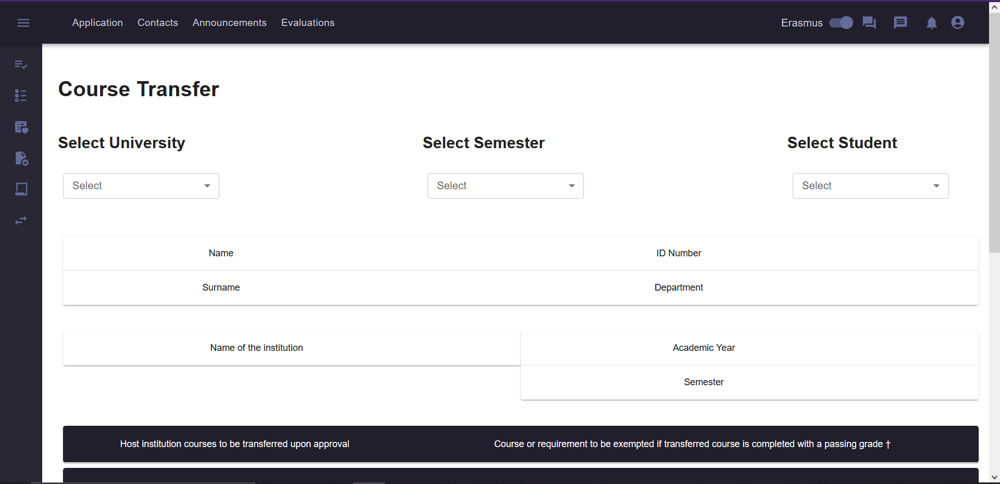 Application Contacts Announcements Evaluations Erasmus
Course Transfer
Select University Select Semester Select Student
Select Select Select
Name ID Number
Surname Department
Name of the institution Academic Year
Semester
Host institution courses to be transferred upon approval Course or requirement to be exempted if transferred course is completed with a passing grade †